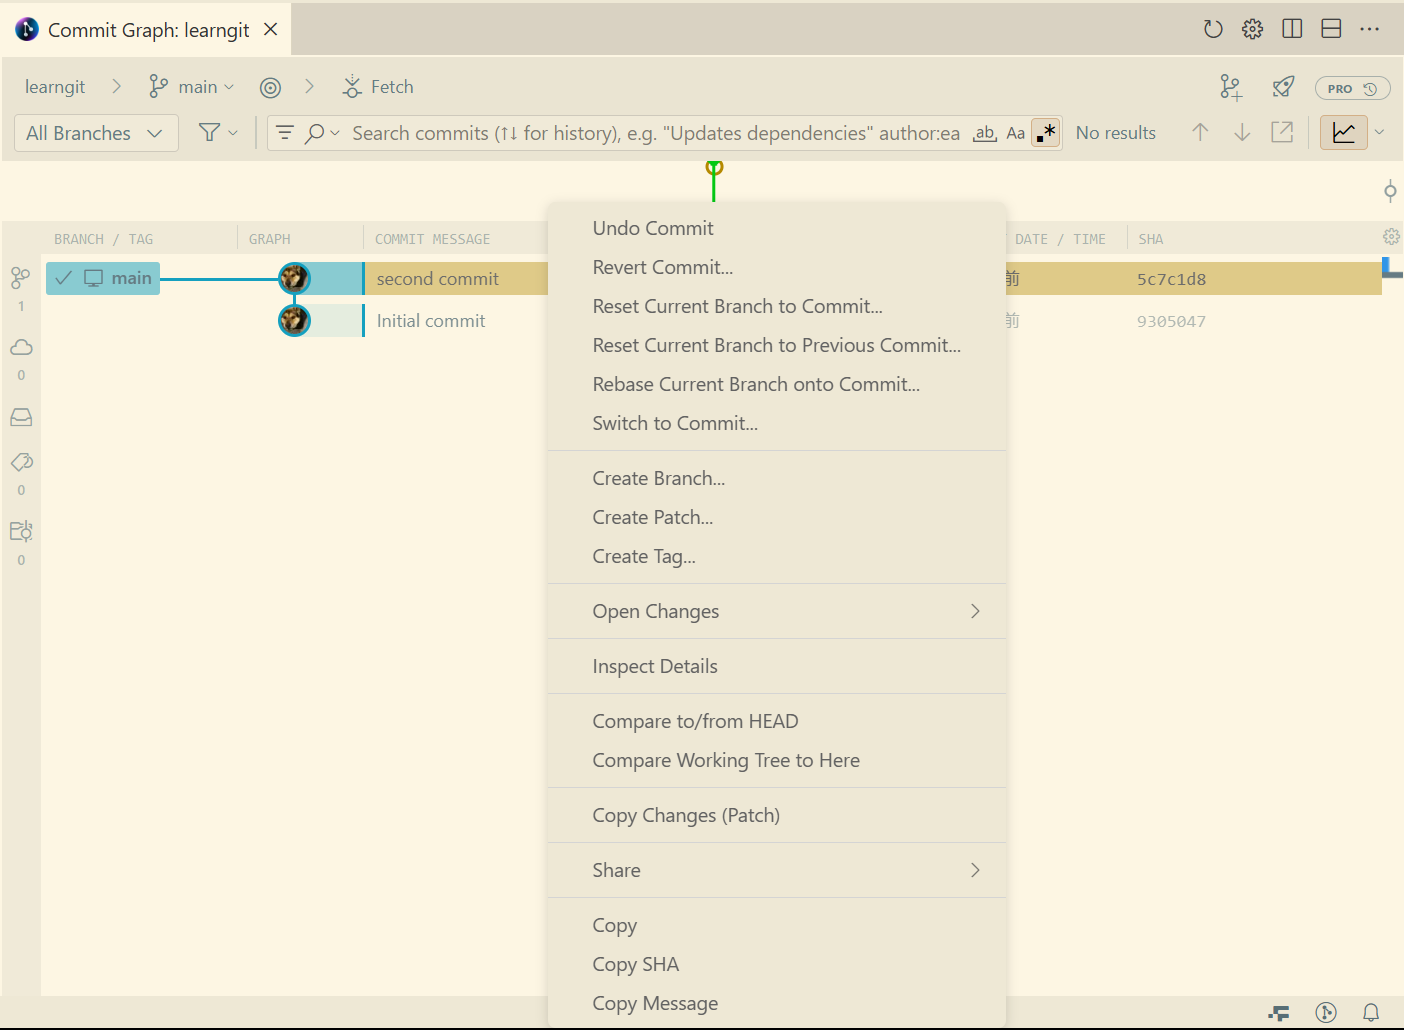 Commit Graph: learngit
learngit main Fetch
PRO
All Branches
Search commits (↑↓ for history), e.g. "Updates dependencies" author:ea
ab Aa .* No results
BRANCH / TAG GRAPH COMMIT MESSAGE DATE / TIME SHA
main second commit 前 5c7c1d8
1
Initial commit 前 9305047
0
0
0
Undo Commit
Revert Commit...
Reset Current Branch to Commit...
Reset Current Branch to Previous Commit...
Rebase Current Branch onto Commit...
Switch to Commit...
Create Branch...
Create Patch...
Create Tag...
Open Changes
Inspect Details
Compare to/from HEAD
Compare Working Tree to Here
Copy Changes (Patch)
Share
Copy
Copy SHA
Copy Message